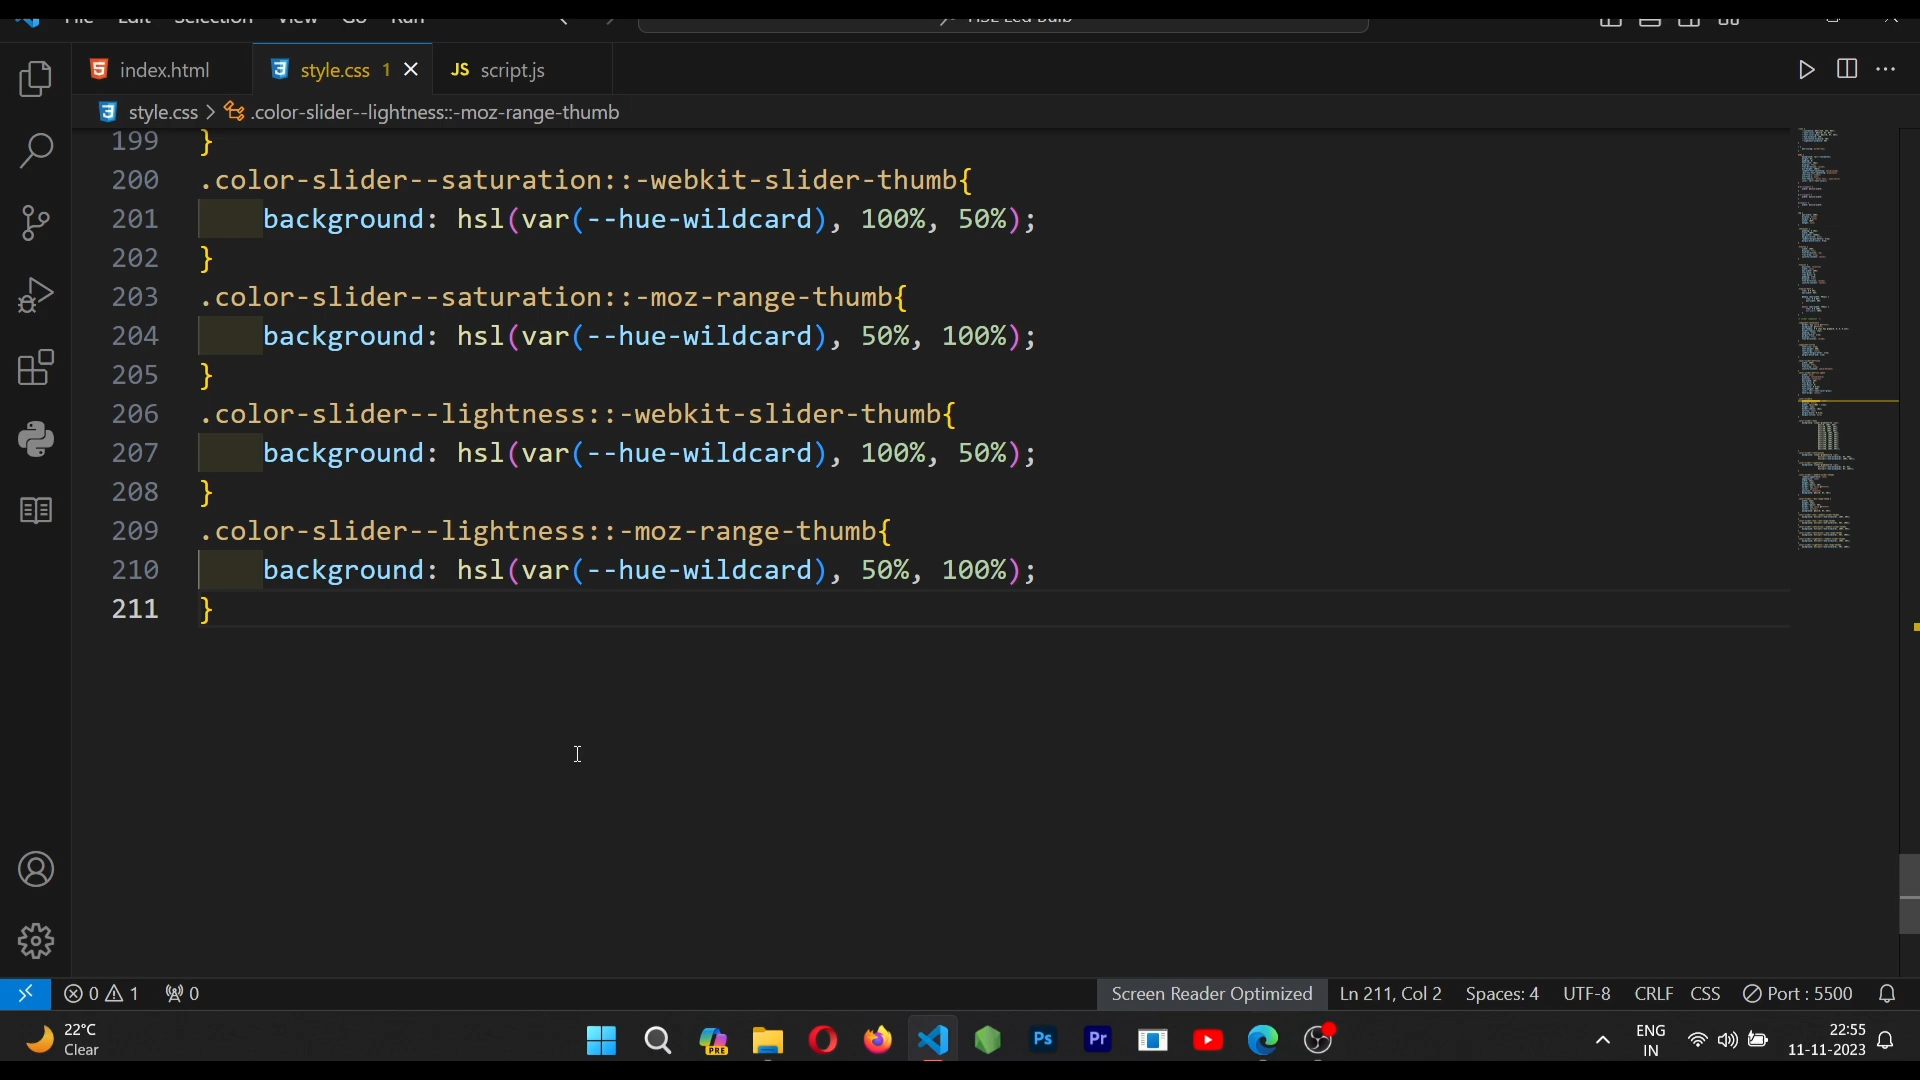 File Edit Selection View Go Run
HSL Led Bulb
index.html
style.css 1
JS script.js
style.css > .color-slider--lightness::-moz-range-thumb
199 }
200 .color-slider--saturation::-webkit-slider-thumb{
201 background: hsl(var(--hue-wildcard), 100%, 50%);
202 }
203 .color-slider--saturation::-moz-range-thumb{
204 background: hsl(var(--hue-wildcard), 50%, 100%);
205 }
206 .color-slider--lightness::-webkit-slider-thumb{
207 background: hsl(var(--hue-wildcard), 100%, 50%);
208 }
209 .color-slider--lightness::-moz-range-thumb{
210 background: hsl(var(--hue-wildcard), 50%, 100%);
211 }
0 1 0
Screen Reader Optimized Ln 211, Col 2 Spaces: 4 UTF-8 CRLF CSS Port : 5500
22°C
Clear
PRE
Ps
Pr
ENG
IN
22:55
11-11-2023